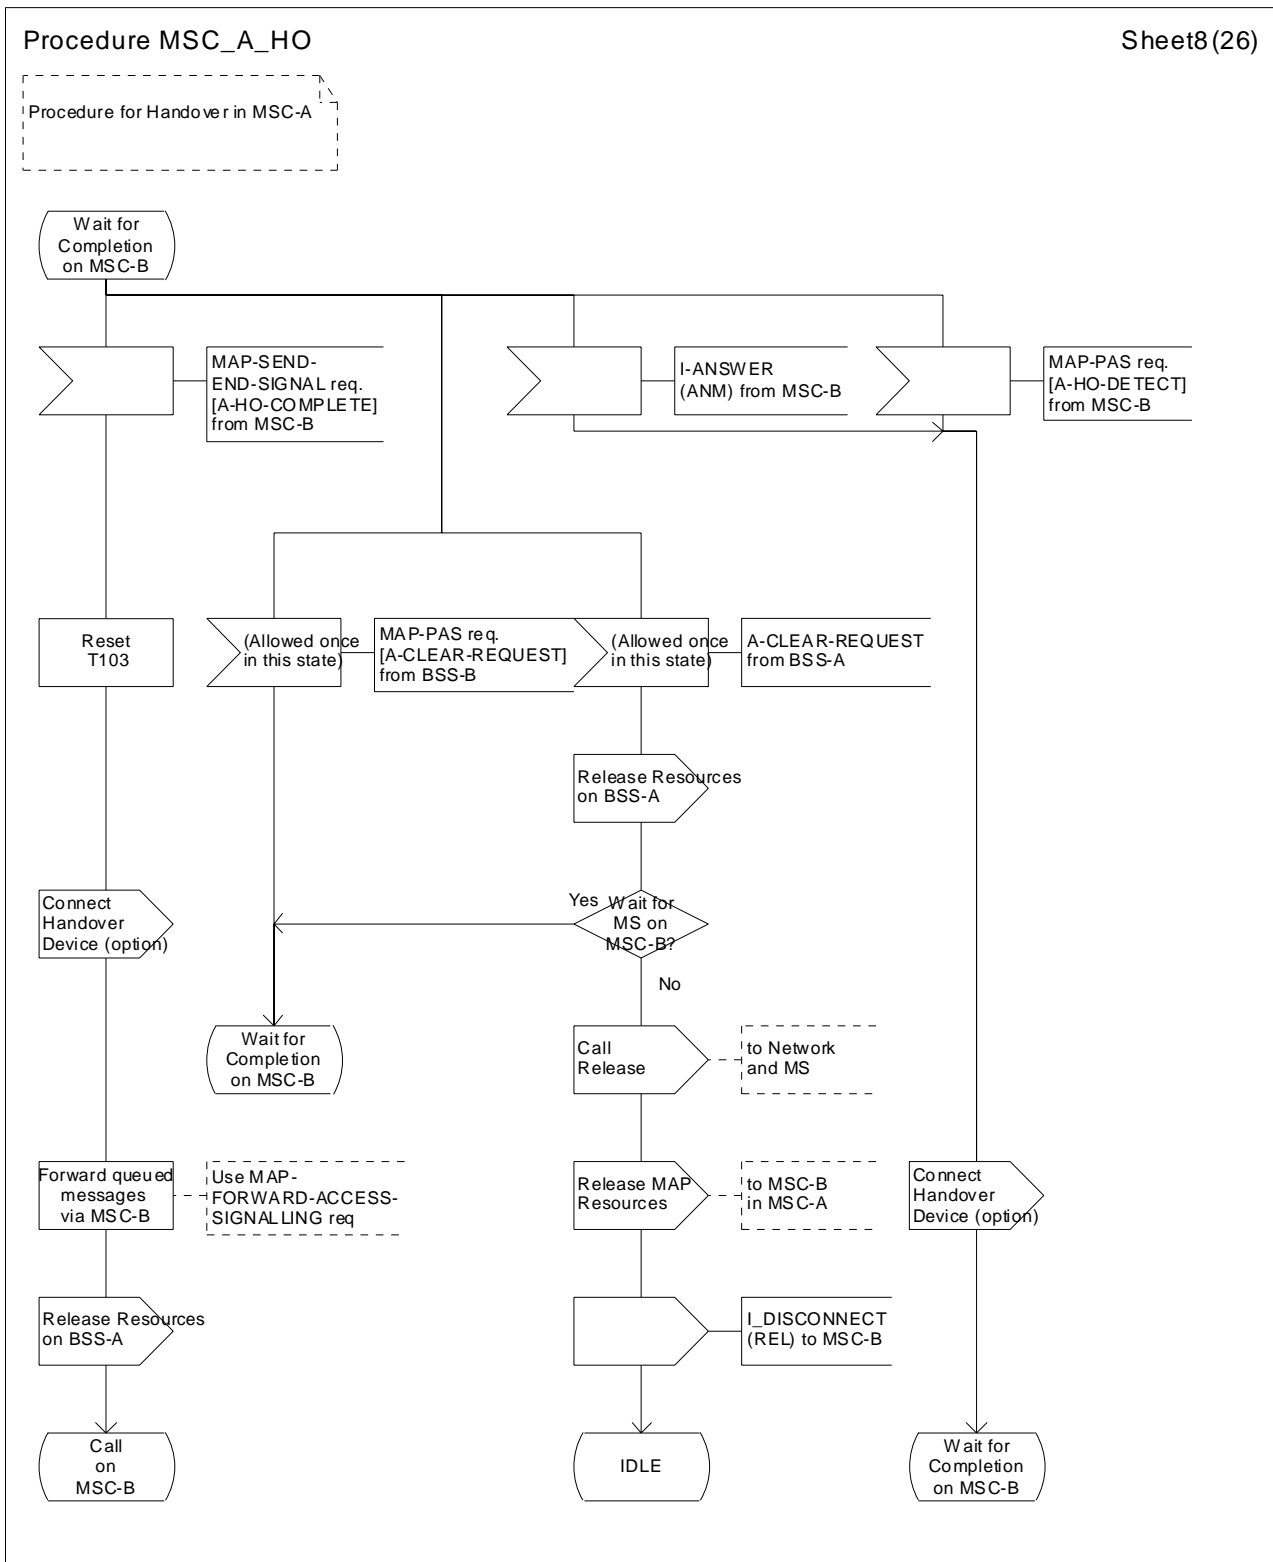 Procedure MSC_A_HO
Sheet8(26)
Procedure for Handover in MSC-A
Wait for
Completion
on MSC-B
MAP-SEND-
END-SIGNAL req.
[A-HO-COMPLETE]
from MSC-B
I-ANSWER
(ANM) from MSC-B
MAP-PAS req.
[A-HO-DETECT]
from MSC-B
Reset
T103
(Allowed once
in this state)
MAP-PAS req.
[A-CLEAR-REQUEST]
from BSS-B
(Allowed once
in this state)
A-CLEAR-REQUEST
from BSS-A
Release Resources
on BSS-A
Connect
Handover
Device (option)
Yes
Wait for
MS on
MSC-B?
No
Wait for
Completion
on MSC-B
Call
Release
to Network
and MS
Forward queued
messages
via MSC-B
Use MAP-
FORWARD-ACCESS-
SIGNALLING req
Release MAP
Resources
to MSC-B
in MSC-A
Connect
Handover
Device (option)
Release Resources
on BSS-A
I_DISCONNECT
(REL) to MSC-B
Call
on
MSC-B
IDLE
Wait for
Completion
on MSC-B